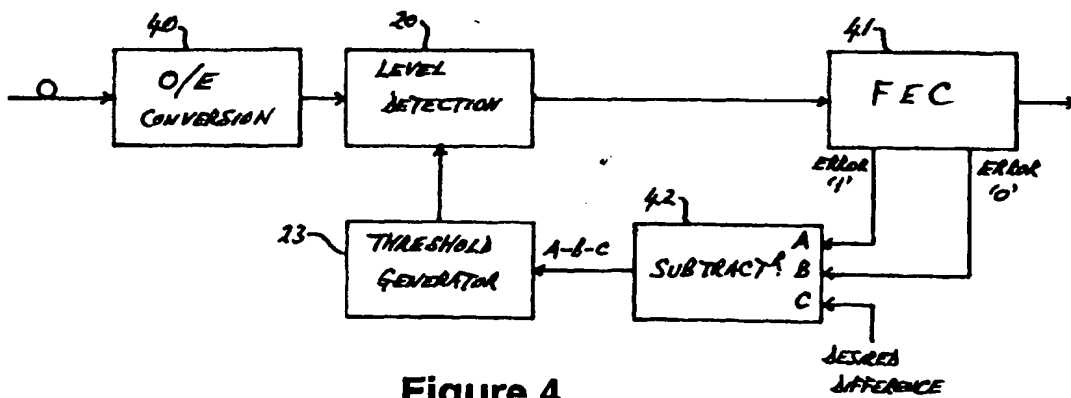 40
O/E
CONVERSION
20
LEVEL
DETECTION
41
FEC
ERROR
'1'
ERROR
'0'
23
THRESHOLD
GENERATOR
A-B-C
42
SUBTRACTR.
A
B
C
DESIRED
DIFFERENCE
Figure 4